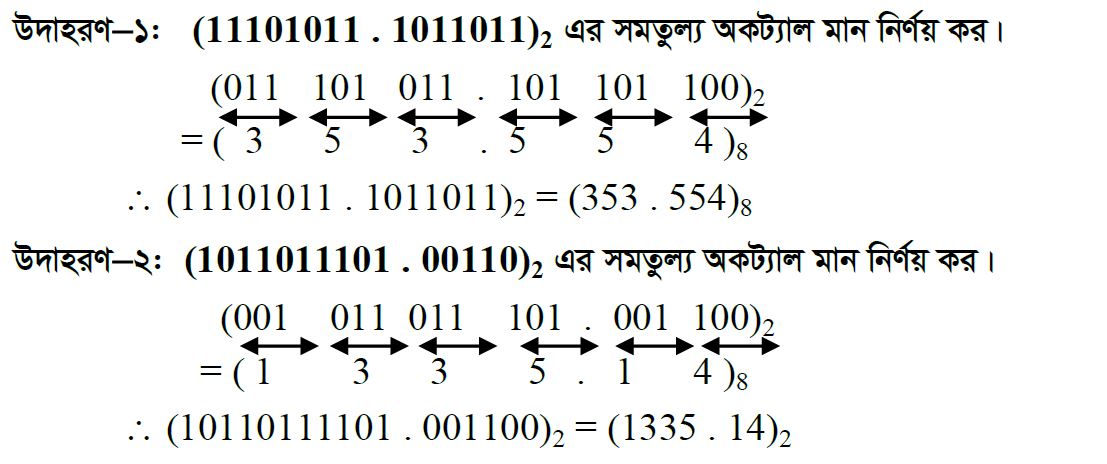 উদাহরণ–১: (11101011 . 1011011)₂ এর সমতুল্য অকট্যাল মান নির্ণয় কর।
(011 101 011 . 101 101 100)₂
= ( 3 5 3 . 5 5 4 )₈
∴ (11101011 . 1011011)₂ = (353 . 554)₈
উদাহরণ–২: (1011011101 . 00110)₂ এর সমতুল্য অকট্যাল মান নির্ণয় কর।
(001 011 011 101 . 001 100)₂
= ( 1 3 3 5 . 1 4 )₈
∴ (10110111101 . 001100)₂ = (1335 . 14)₂